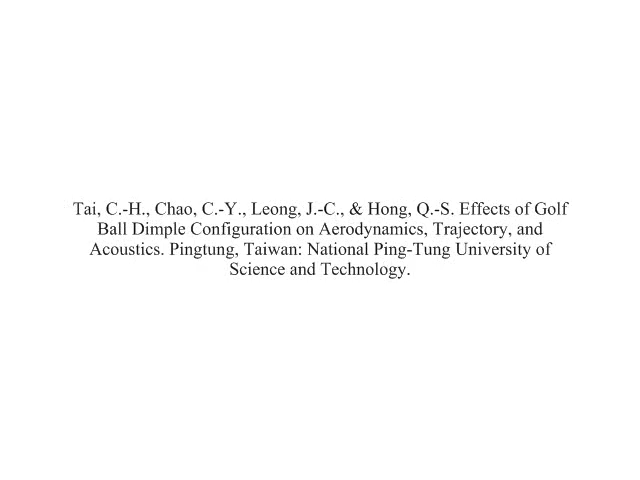 Tai, C.-H., Chao, C.-Y., Leong, J.-C., & Hong, Q.-S. Effects of Golf
Ball Dimple Configuration on Aerodynamics, Trajectory, and
Acoustics. Pingtung, Taiwan: National Ping-Tung University of
Science and Technology.